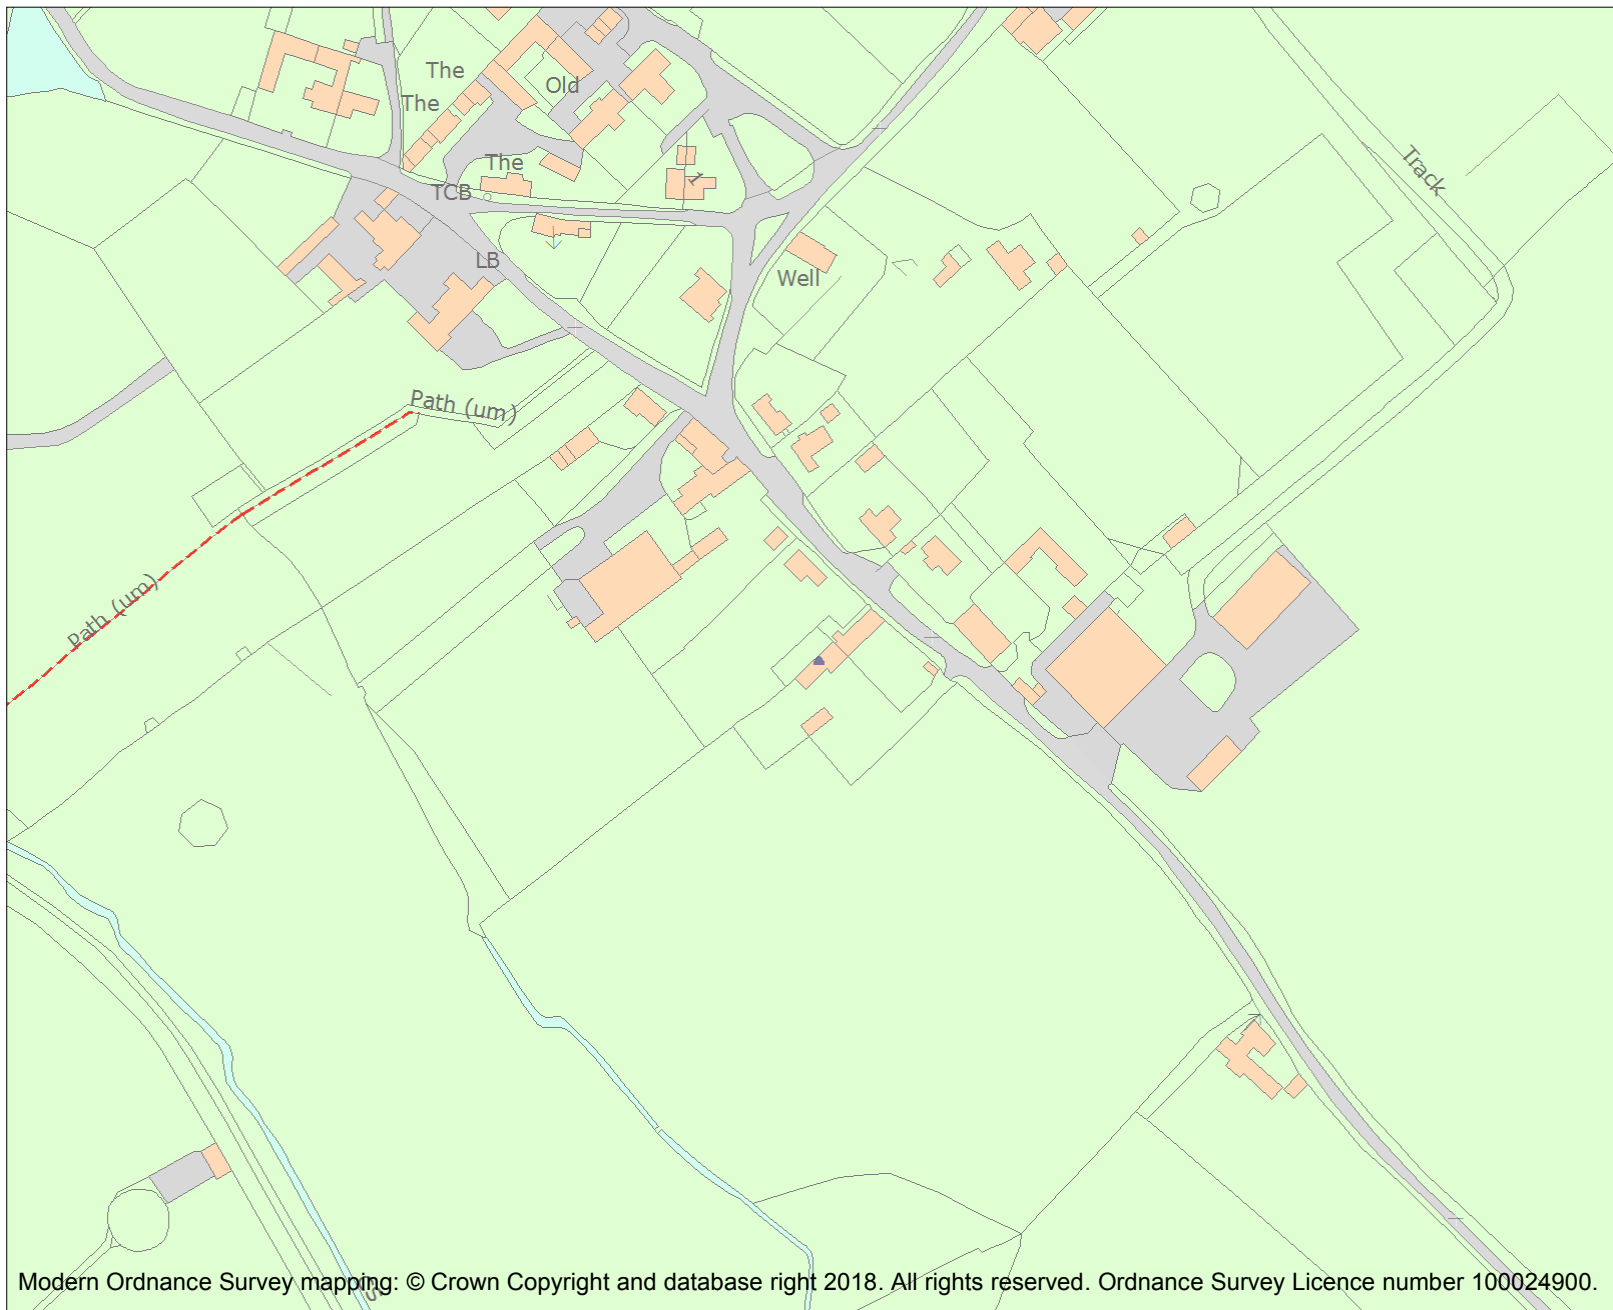 The
The
Old
Track
The
1
TCB
LB
Well
Path (um)
Path (um)
Modern Ordnance Survey mapping: © Crown Copyright and database right 2018. All rights reserved. Ordnance Survey Licence number 100024900.